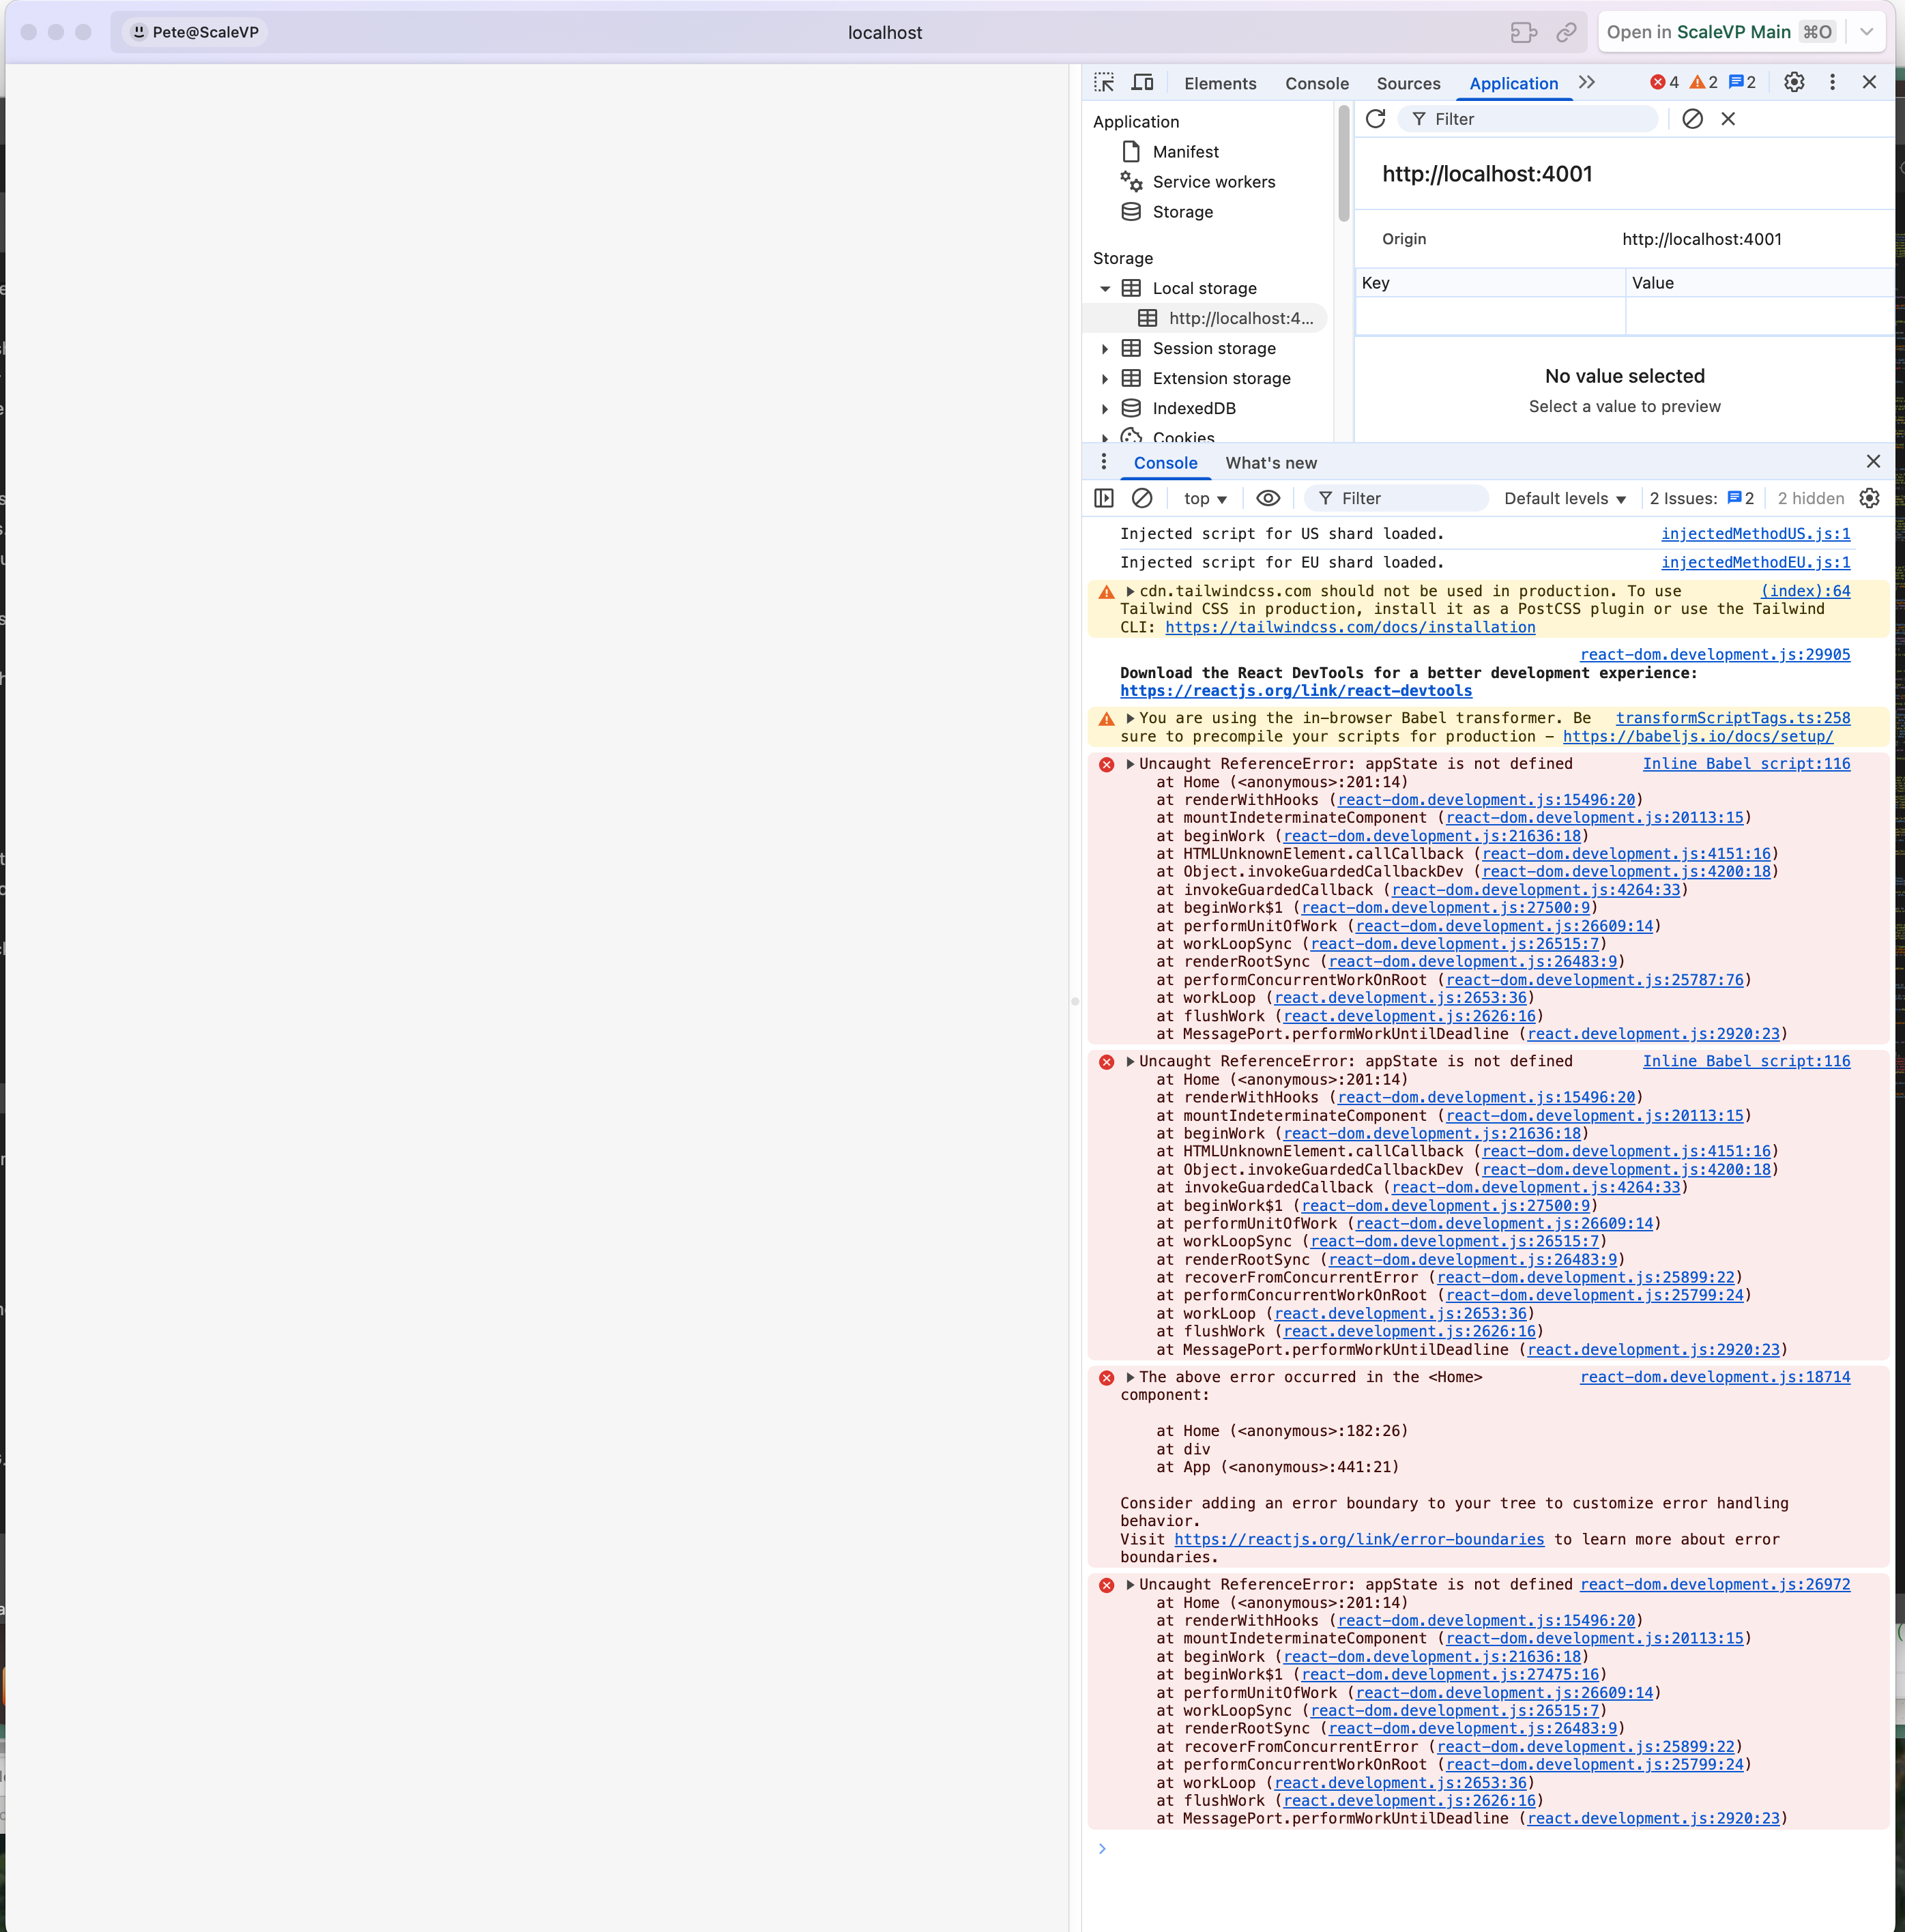 Pete@ScaleVP
localhost
Open in ScaleVP Main ⌘O
Elements Console Sources Application 4 2 2
Application
Manifest
Service workers
Storage
Storage
Local storage
http://localhost:4...
Session storage
Extension storage
IndexedDB
Cookies
Filter
http://localhost:4001
Origin http://localhost:4001
Key Value
No value selected
Select a value to preview
Console What's new
top Filter Default levels 2 Issues: 2 2 hidden
Injected script for US shard loaded. injectedMethodUS.js:1
Injected script for EU shard loaded. injectedMethodEU.js:1
cdn.tailwindcss.com should not be used in production. To use (index):64
Tailwind CSS in production, install it as a PostCSS plugin or use the Tailwind
CLI: https://tailwindcss.com/docs/installation
react-dom.development.js:29905
Download the React DevTools for a better development experience:
https://reactjs.org/link/react-devtools
You are using the in-browser Babel transformer. Be transformScriptTags.ts:258
sure to precompile your scripts for production – https://babeljs.io/docs/setup/
Uncaught ReferenceError: appState is not defined Inline Babel script:116
at Home (<anonymous>:201:14)
at renderWithHooks (react-dom.development.js:15496:20)
at mountIndeterminateComponent (react-dom.development.js:20113:15)
at beginWork (react-dom.development.js:21636:18)
at HTMLUnknownElement.callCallback (react-dom.development.js:4151:16)
at Object.invokeGuardedCallbackDev (react-dom.development.js:4200:18)
at invokeGuardedCallback (react-dom.development.js:4264:33)
at beginWork$1 (react-dom.development.js:27500:9)
at performUnitOfWork (react-dom.development.js:26609:14)
at workLoopSync (react-dom.development.js:26515:7)
at renderRootSync (react-dom.development.js:26483:9)
at performConcurrentWorkOnRoot (react-dom.development.js:25787:76)
at workLoop (react.development.js:2653:36)
at flushWork (react.development.js:2626:16)
at MessagePort.performWorkUntilDeadline (react.development.js:2920:23)
Uncaught ReferenceError: appState is not defined Inline Babel script:116
at Home (<anonymous>:201:14)
at renderWithHooks (react-dom.development.js:15496:20)
at mountIndeterminateComponent (react-dom.development.js:20113:15)
at beginWork (react-dom.development.js:21636:18)
at HTMLUnknownElement.callCallback (react-dom.development.js:4151:16)
at Object.invokeGuardedCallbackDev (react-dom.development.js:4200:18)
at invokeGuardedCallback (react-dom.development.js:4264:33)
at beginWork$1 (react-dom.development.js:27500:9)
at performUnitOfWork (react-dom.development.js:26609:14)
at workLoopSync (react-dom.development.js:26515:7)
at renderRootSync (react-dom.development.js:26483:9)
at recoverFromConcurrentError (react-dom.development.js:25899:22)
at performConcurrentWorkOnRoot (react-dom.development.js:25799:24)
at workLoop (react.development.js:2653:36)
at flushWork (react.development.js:2626:16)
at MessagePort.performWorkUntilDeadline (react.development.js:2920:23)
The above error occurred in the <Home> react-dom.development.js:18714
component:
at Home (<anonymous>:182:26)
at div
at App (<anonymous>:441:21)
Consider adding an error boundary to your tree to customize error handling
behavior.
Visit https://reactjs.org/link/error-boundaries to learn more about error
boundaries.
Uncaught ReferenceError: appState is not defined react-dom.development.js:26972
at Home (<anonymous>:201:14)
at renderWithHooks (react-dom.development.js:15496:20)
at mountIndeterminateComponent (react-dom.development.js:20113:15)
at beginWork (react-dom.development.js:21636:18)
at beginWork$1 (react-dom.development.js:27475:16)
at performUnitOfWork (react-dom.development.js:26609:14)
at workLoopSync (react-dom.development.js:26515:7)
at renderRootSync (react-dom.development.js:26483:9)
at recoverFromConcurrentError (react-dom.development.js:25899:22)
at performConcurrentWorkOnRoot (react-dom.development.js:25799:24)
at workLoop (react.development.js:2653:36)
at flushWork (react.development.js:2626:16)
at MessagePort.performWorkUntilDeadline (react.development.js:2920:23)